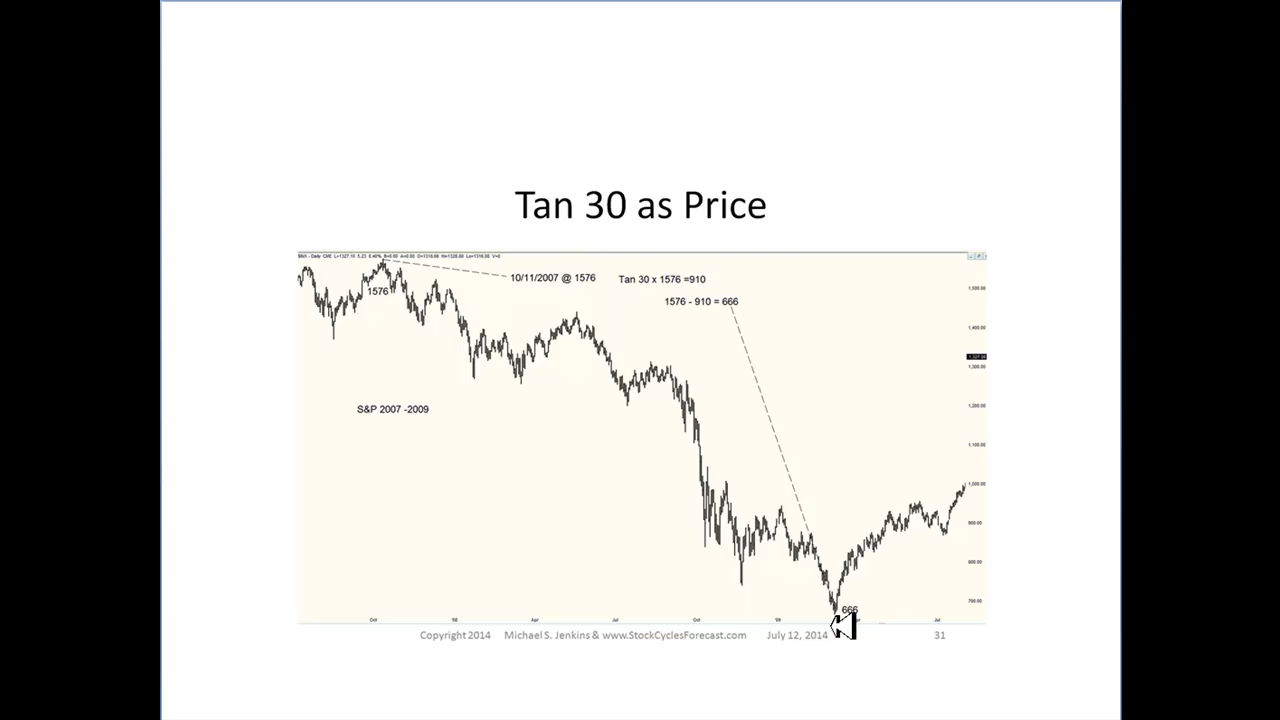 Tan 30 as Price
10/11/2007 @ 1576
Tan 30 x 1576 =910
1576
1576 - 910 = 666
S&P 2007 -2009
1,500.00
1,400.00
1,300.00
1,200.00
1,100.00
1,000.00
900.00
800.00
700.00
666
Oct
'08
Apr
Jul
Oct
'09
Jul
Copyright 2014 Michael S. Jenkins & www.StockCyclesForecast.com July 12, 2014 31